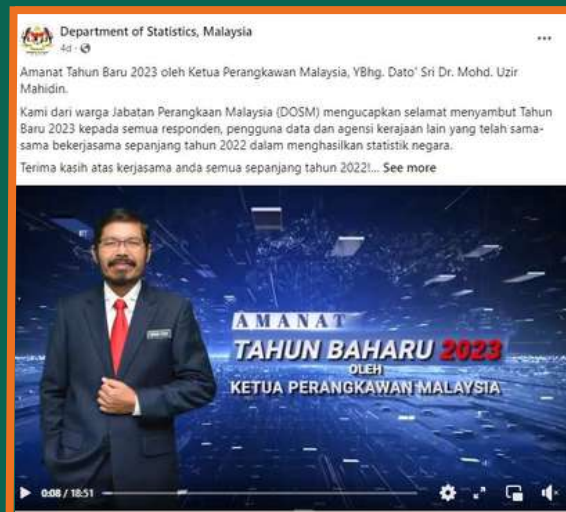 Department of Statistics, Malaysia
4d
Amanat Tahun Baru 2023 oleh Ketua Perangkawan Malaysia, YBhg. Dato' Sri Dr. Mohd. Uzir
Mahidin.
Kami dari warga Jabatan Perangkaan Malaysia (DOSM) mengucapkan selamat menyambut Tahun
Baru 2023 kepada semua responden, pengguna data dan agensi kerajaan lain yang telah sama-
sama bekerjasama sepanjang tahun 2022 dalam menghasilkan statistik negara.
Terima kasih atas kerjasama anda semua sepanjang tahun 2022!... See more
AMANAT
TAHUN BAHARU 2023
OLEH
KETUA PERANGKAWAN MALAYSIA
0:08 / 18:51